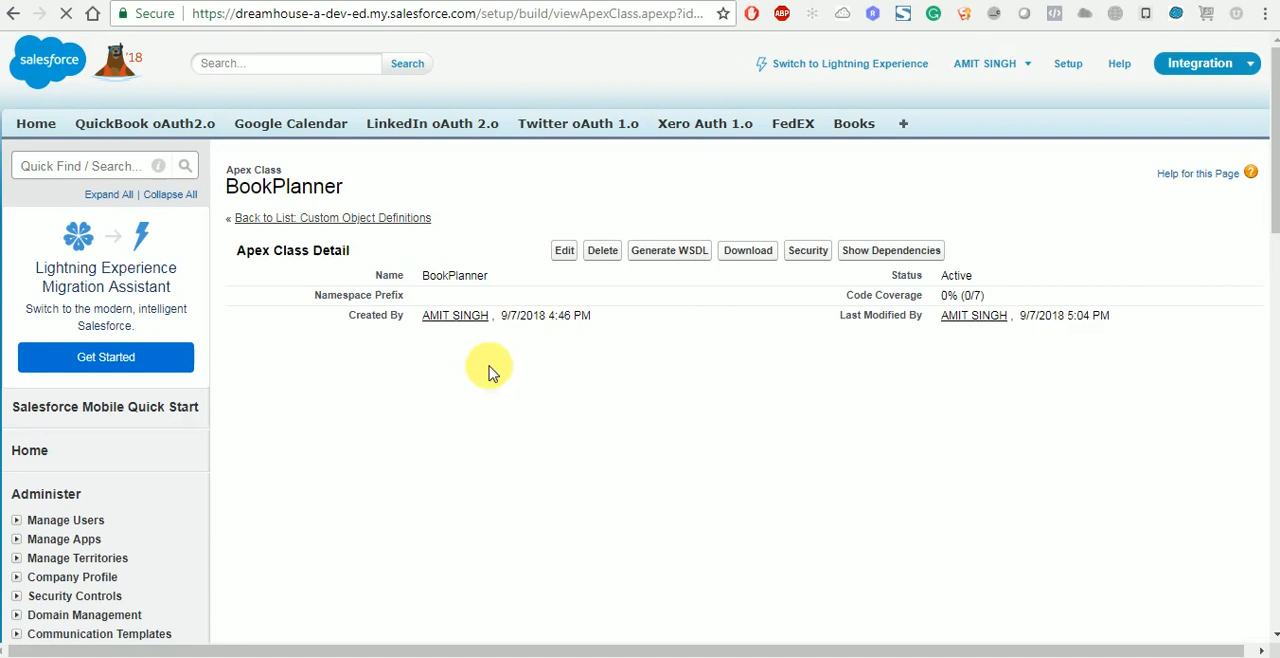 Secure https://dreamhouse-a-dev-ed.my.salesforce.com/setup/build/viewApexClass.apexp?id...
salesforce '18 Search... Search Switch to Lightning Experience AMIT SINGH Setup Help Integration
Home QuickBook oAuth2.o Google Calendar LinkedIn oAuth 2.o Twitter oAuth 1.o Xero Auth 1.o FedEX Books +
Quick Find / Search...
Expand All | Collapse All
Lightning Experience
Migration Assistant
Switch to the modern, intelligent
Salesforce.
Get Started
Salesforce Mobile Quick Start
Home
Administer
Manage Users
Manage Apps
Manage Territories
Company Profile
Security Controls
Domain Management
Communication Templates
Apex Class
BookPlanner
Help for this Page ?
« Back to List: Custom Object Definitions
Apex Class Detail Edit Delete Generate WSDL Download Security Show Dependencies
Name BookPlanner Status Active
Namespace Prefix Code Coverage 0% (0/7)
Created By AMIT SINGH , 9/7/2018 4:46 PM Last Modified By AMIT SINGH , 9/7/2018 5:04 PM